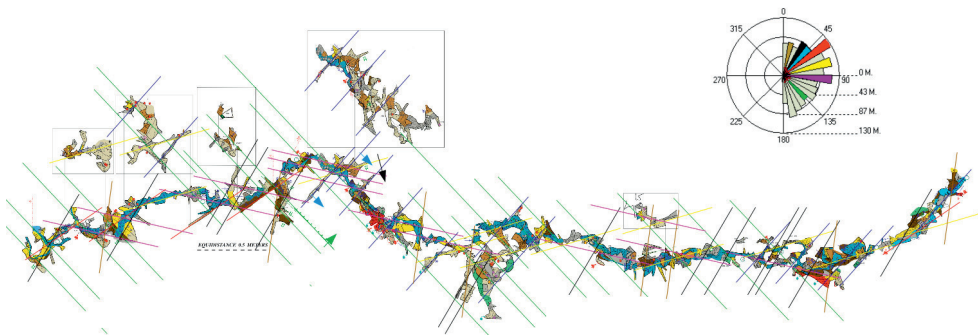 0
315
45
270
90
0 M.
43 M.
225
135
87 M.
180
130 M.
EQUIDISTANCE 0.5 METERS